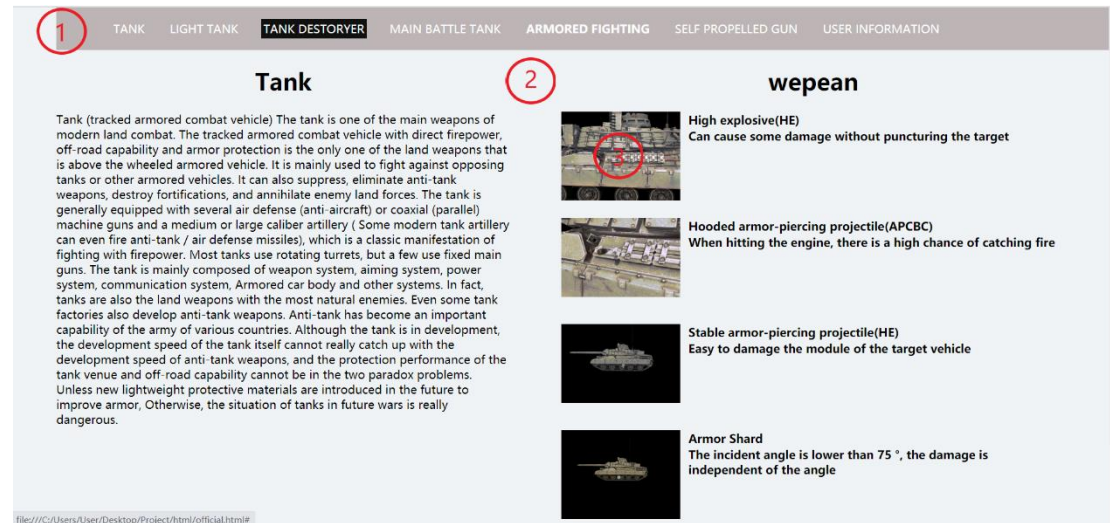 1 TANK LIGHT TANK TANK DESTORYER MAIN BATTLE TANK ARMORED FIGHTING SELF PROPELLED GUN USER INFORMATION
Tank
Tank (tracked armored combat vehicle) The tank is one of the main weapons of
modern land combat. The tracked armored combat vehicle with direct firepower,
off-road capability and armor protection is the only one of the land weapons that
is above the wheeled armored vehicle. It is mainly used to fight against opposing
tanks or other armored vehicles. It can also suppress, eliminate anti-tank
weapons, destroy fortifications, and annihilate enemy land forces. The tank is
generally equipped with several air defense (anti-aircraft) or coaxial (parallel)
machine guns and a medium or large caliber artillery ( Some modern tank artillery
can even fire anti-tank / air defense missiles), which is a classic manifestation of
fighting with firepower. Most tanks use rotating turrets, but a few use fixed main
guns. The tank is mainly composed of weapon system, aiming system, power
system, communication system, Armored car body and other systems. In fact,
tanks are also the land weapons with the most natural enemies. Even some tank
factories also develop anti-tank weapons. Anti-tank has become an important
capability of the army of various countries. Although the tank is in development,
the development speed of the tank itself cannot really catch up with the
development speed of anti-tank weapons, and the protection performance of the
tank venue and off-road capability cannot be in the two paradox problems.
Unless new lightweight protective materials are introduced in the future to
improve armor, Otherwise, the situation of tanks in future wars is really
dangerous.
2
wepean
3
High explosive(HE)
Can cause some damage without puncturing the target
Hooded armor-piercing projectile(APCBC)
When hitting the engine, there is a high chance of catching fire
Stable armor-piercing projectile(HE)
Easy to damage the module of the target vehicle
Armor Shard
The incident angle is lower than 75 °, the damage is
independent of the angle
file:///C:/Users/User/Desktop/Project/html/official.html#